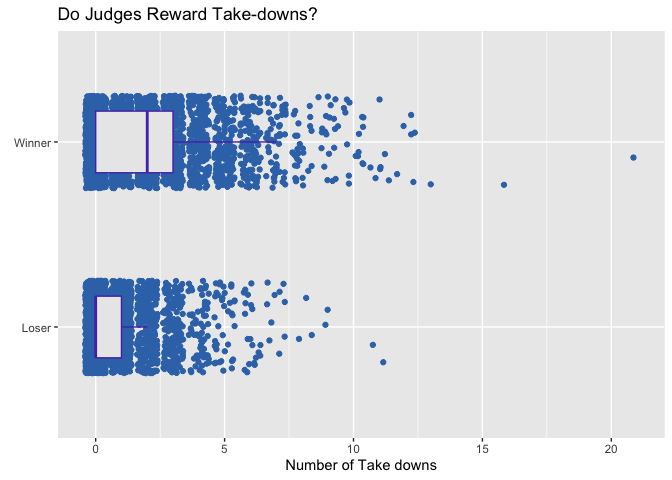 Do Judges Reward Take-downs?
Winner
Loser
0 5 10 15 20
Number of Take downs